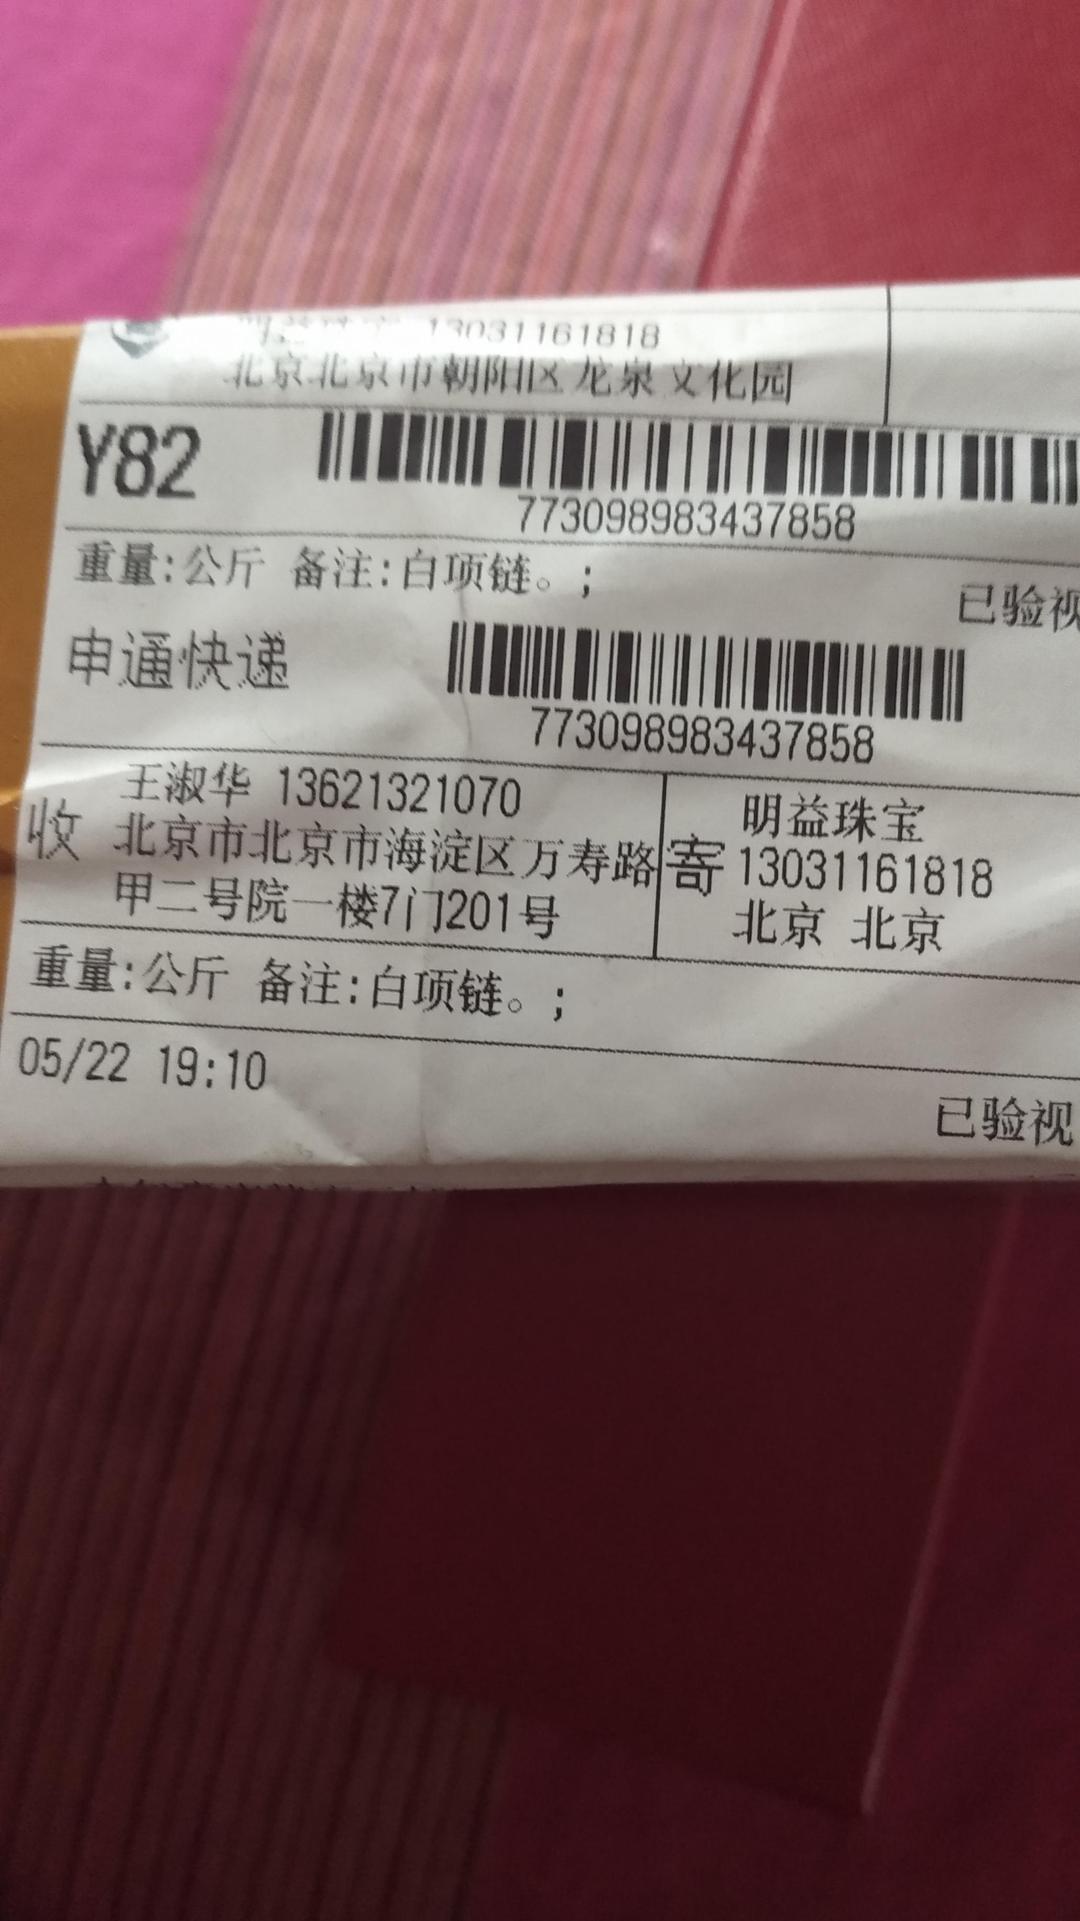 13031161818
北京北京市朝阳区龙泉文化园
Y82
773098983437858
重量:公斤 备注:白项链。;
已验视
申通快递
773098983437858
收
王淑华 13621321070
北京市北京市海淀区万寿路
甲二号院一楼7门201号
寄
明益珠宝
13031161818
北京 北京
重量:公斤 备注:白项链。;
05/22 19:10
已验视